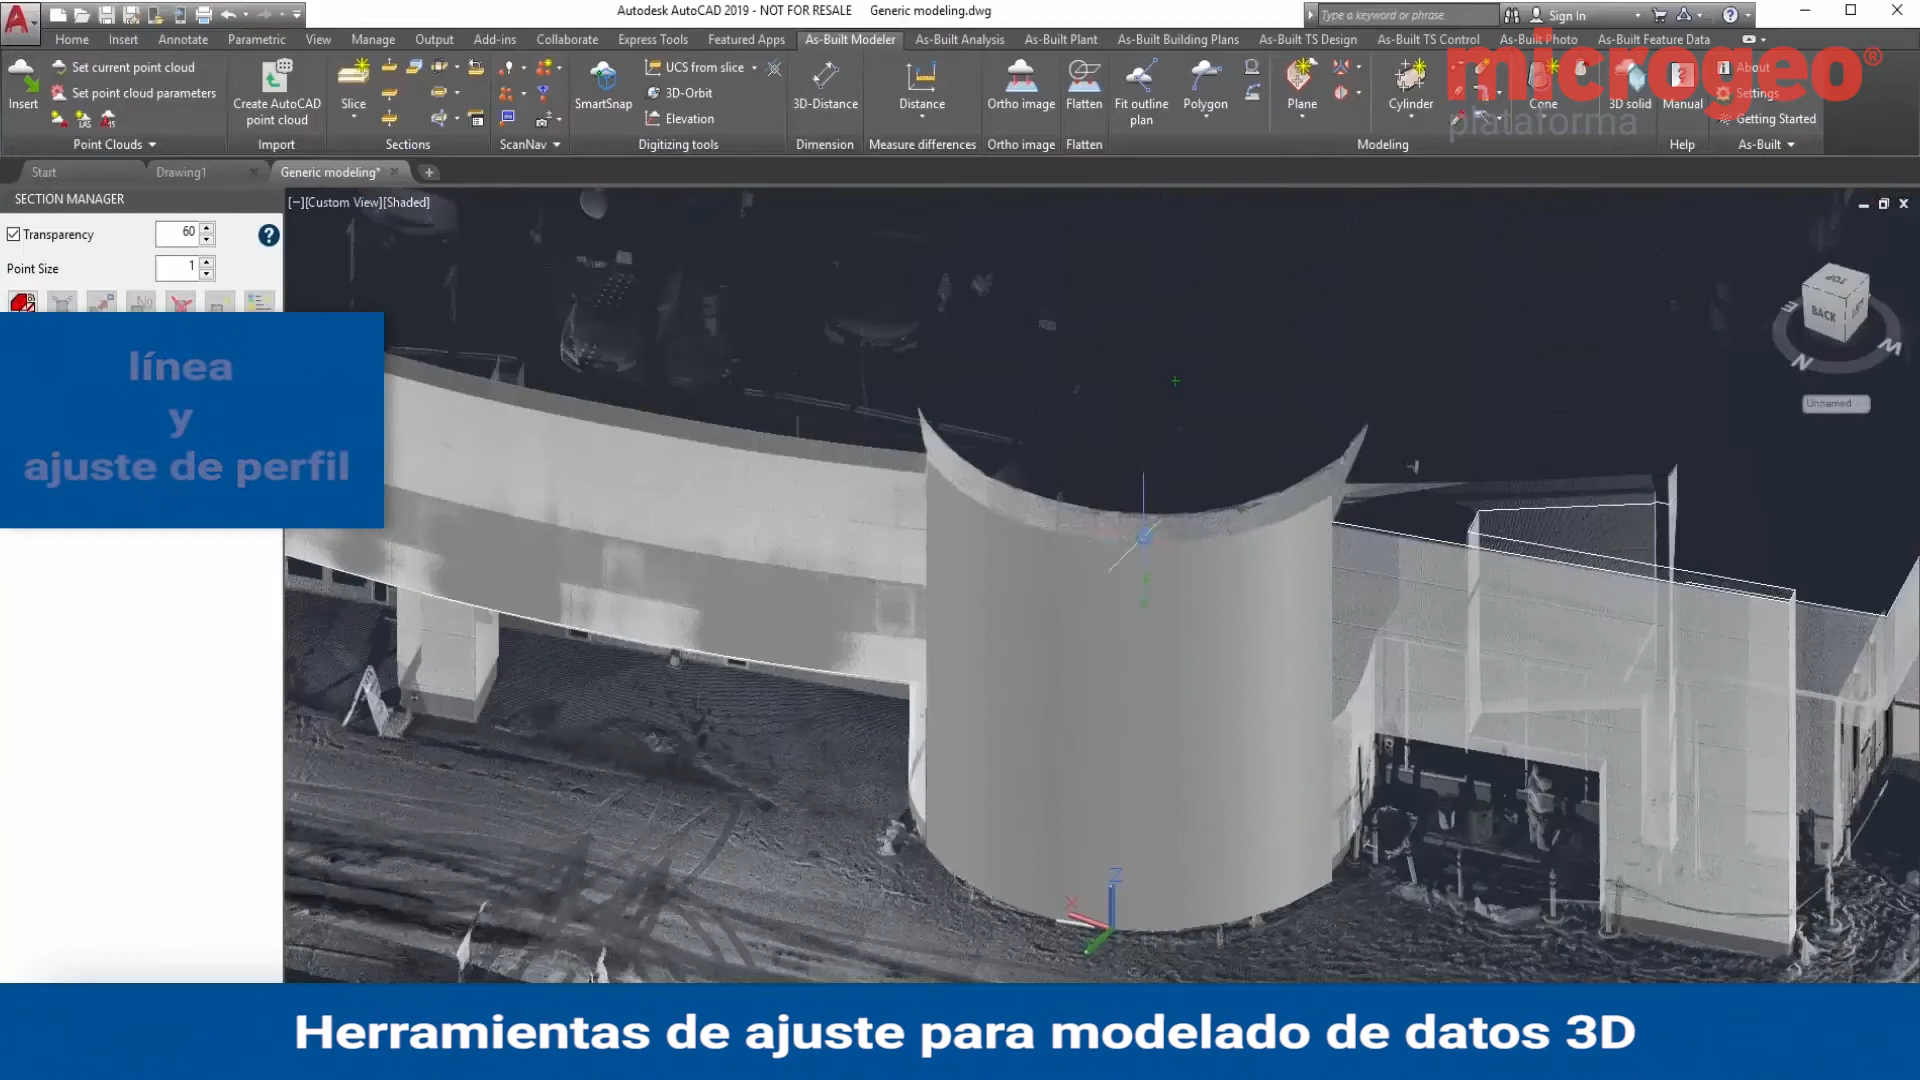 Autodesk AutoCAD 2019 - NOT FOR RESALE Generic modeling.dwg
Type a keyword or phrase
Sign In
Home Insert Annotate Parametric View Manage Output Add-ins Collaborate Express Tools Featured Apps As-Built Modeler As-Built Analysis As-Built Plant As-Built Building Plans As-Built TS Design As-Built TS Control As-Built Photo As-Built Feature Data
microgeo®
plataforma
Insert
Set current point cloud
Set point cloud parameters
Point Clouds
Create AutoCAD
point cloud
Import
Slice
Sections
ScanNav
SmartSnap
UCS from slice
3D-Orbit
Elevation
Digitizing tools
3D-Distance
Dimension
Distance
Measure differences
Ortho image
Ortho image
Flatten
Flatten
Fit outline
plan
Polygon
Plane
Cylinder
Cone
3D solid
Modeling
Manual
Help
About
Settings
Getting Started
As-Built
Start Drawing1 Generic modeling*
SECTION MANAGER
Transparency 60
Point Size 1
[−][Custom View][Shaded]
línea
y
ajuste de perfil
TOP
BACK
E
N
W
Unnamed
Z
X
Herramientas de ajuste para modelado de datos 3D